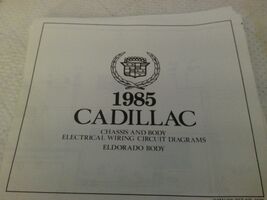 1985
CADILLAC
CHASSIS AND BODY
ELECTRICAL WIRING CIRCUIT DIAGRAMS
ELDORADO BODY